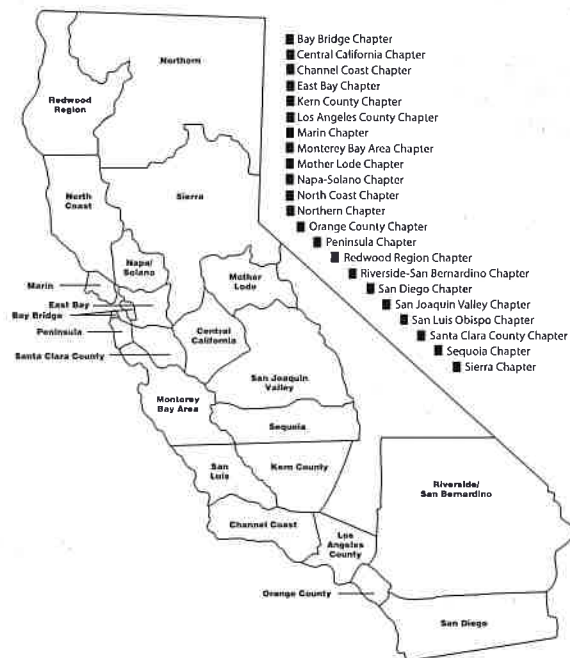 Bay Bridge Chapter
Central California Chapter
Channel Coast Chapter
East Bay Chapter
Kern County Chapter
Los Angeles County Chapter
Marin Chapter
Monterey Bay Area Chapter
Mother Lode Chapter
Napa-Solano Chapter
North Coast Chapter
Northern Chapter
Orange County Chapter
Peninsula Chapter
Redwood Region Chapter
Riverside-San Bernardino Chapter
San Diego Chapter
San Joaquin Valley Chapter
San Luis Obispo Chapter
Santa Clara County Chapter
Sequoia Chapter
Sierra Chapter
Northern
Redwood
Region
North
Coast
Sierra
Napa/
Solano
Mother
Lode
Marin
East Bay
Bay Bridge
Peninsula
Central
California
Santa Clara County
San Joaquin
Valley
Monterey
Bay Area
Sequoia
San
Luis
Kern County
Riverside/
San Bernardino
Channel Coast
Los
Angeles
County
Orange County
San Diego